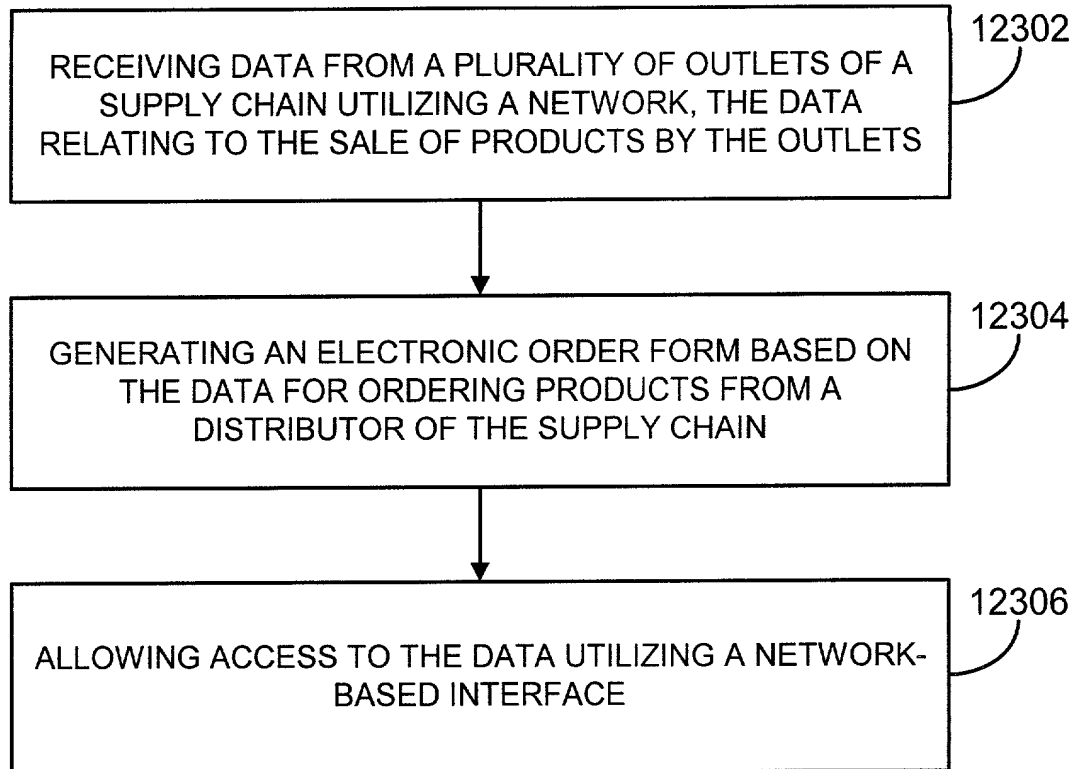 12302
RECEIVING DATA FROM A PLURALITY OF OUTLETS OF A
SUPPLY CHAIN UTILIZING A NETWORK, THE DATA
RELATING TO THE SALE OF PRODUCTS BY THE OUTLETS
12304
GENERATING AN ELECTRONIC ORDER FORM BASED ON
THE DATA FOR ORDERING PRODUCTS FROM A
DISTRIBUTOR OF THE SUPPLY CHAIN
12306
ALLOWING ACCESS TO THE DATA UTILIZING A NETWORK-
BASED INTERFACE